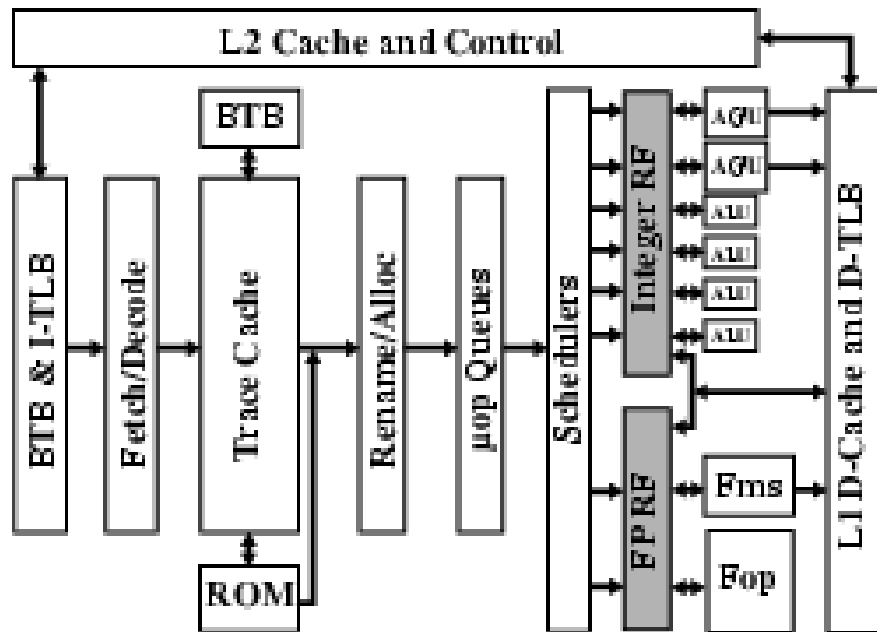 L2 Cache and Control
BTB
BTB & I-TLB
Fetch/Decode
Trace Cache
ROM
Rename/Alloc
µop Queues
Schedulers
Integer RF
FP RF
AGU
AGU
ALU
ALU
ALU
ALU
Fms
Fop
L1 D-Cache and D-TLB